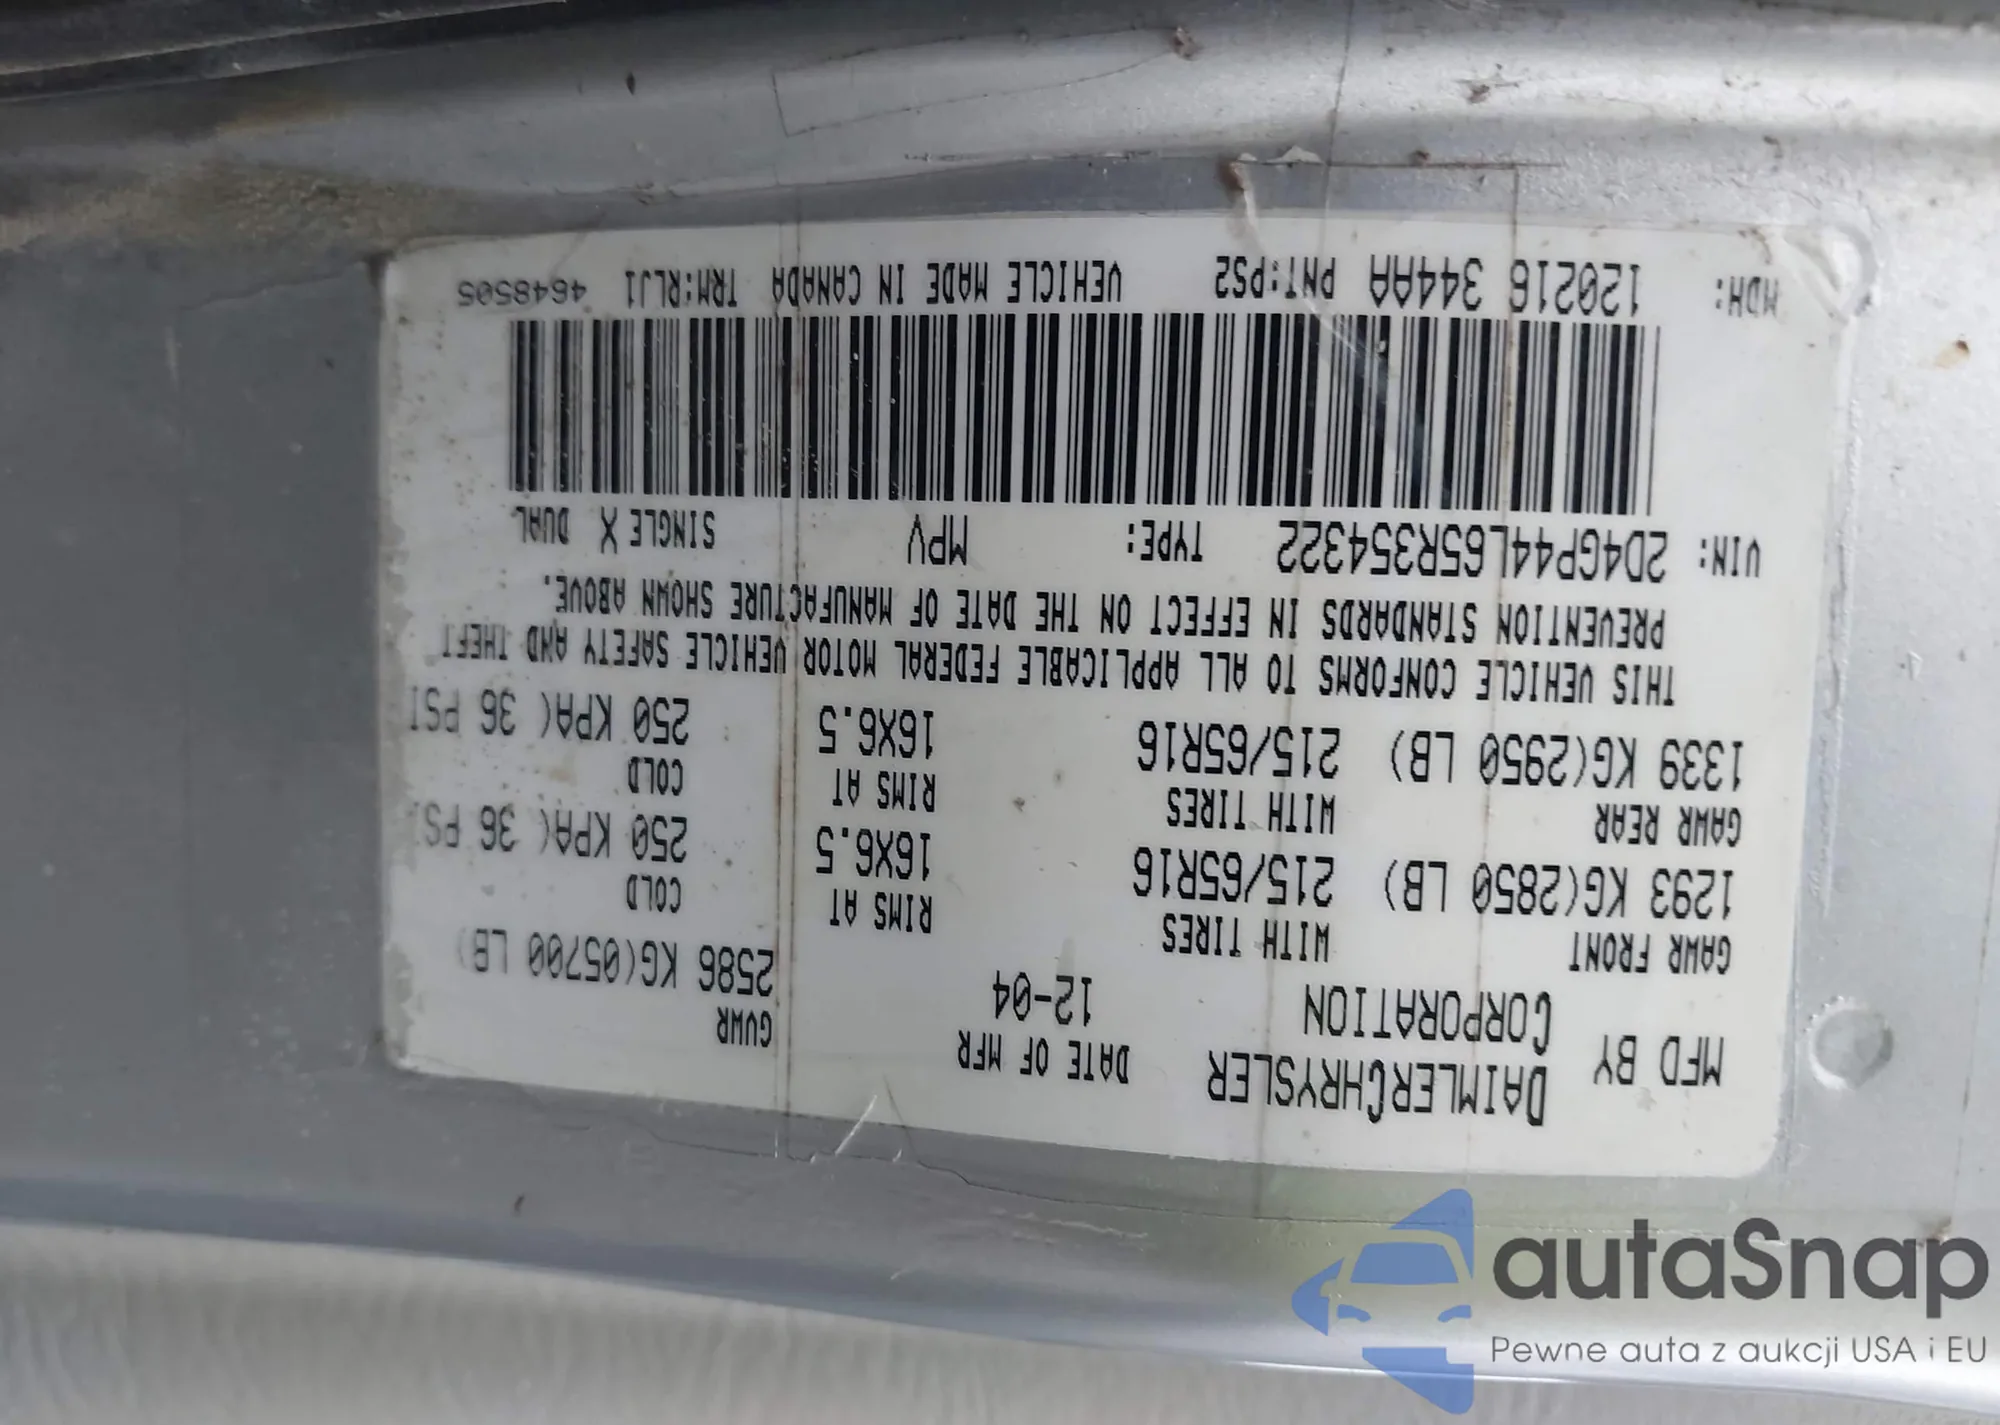 MFD BY DAIMLERCHRYSLER CORPORATION DATE OF MFR 12-04 GVWR 2586 KG(05700 LB)
GAWR FRONT WITH TIRES RIMS AT COLD
1293 KG(2850 LB) 215/65R16 16X6.5 250 KPA( 36 PSI
GAWR REAR WITH TIRES RIMS AT COLD
1339 KG(2950 LB) 215/65R16 16X6.5 250 KPA( 36 PSI
THIS VEHICLE CONFORMS TO ALL APPLICABLE FEDERAL MOTOR VEHICLE SAFETY AND THEFT
PREVENTION STANDARDS IN EFFECT ON THE DATE OF MANUFACTURE SHOWN ABOVE.
VIN: 2D4GP44L65R354322 TYPE: MPV SINGLE X DUAL
MDH: 120216 344AA PNT:PS2 VEHICLE MADE IN CANADA TRM:RLJ1 4648505
autaSnap
Pewne auta z aukcji USA i EU